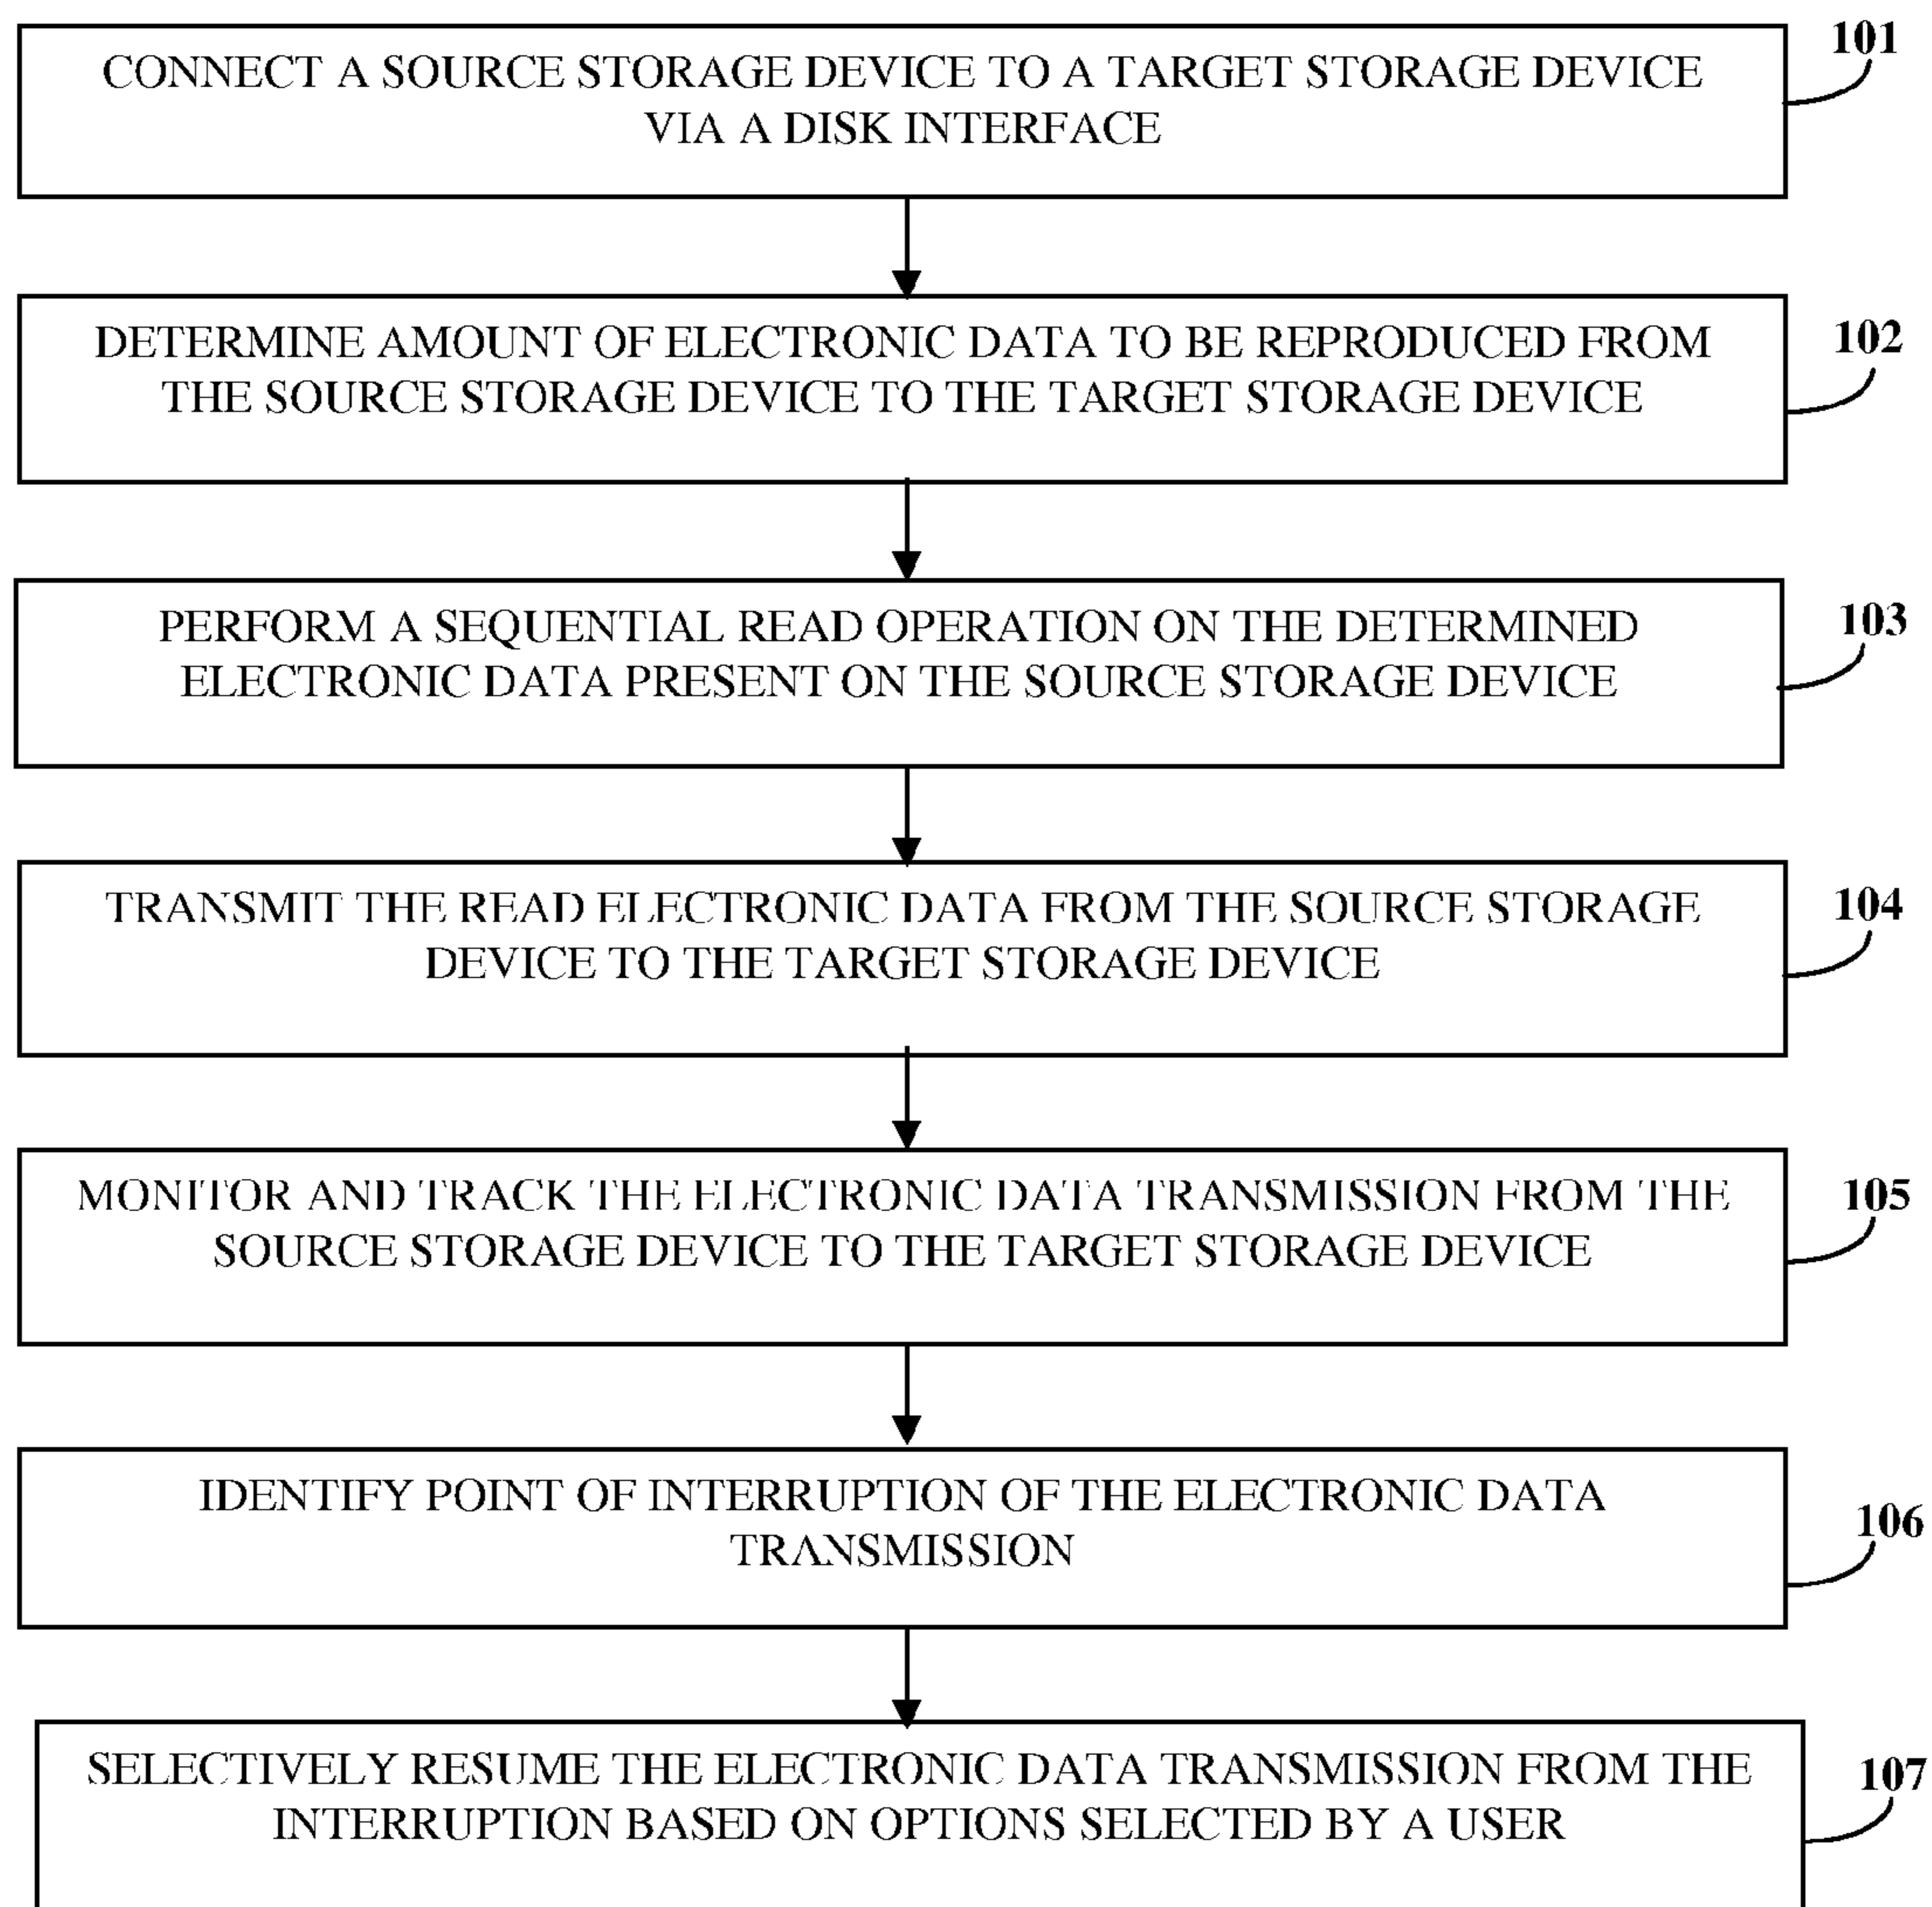 101
CONNECT A SOURCE STORAGE DEVICE TO A TARGET STORAGE DEVICE
VIA A DISK INTERFACE
102
DETERMINE AMOUNT OF ELECTRONIC DATA TO BE REPRODUCED FROM
THE SOURCE STORAGE DEVICE TO THE TARGET STORAGE DEVICE
103
PERFORM A SEQUENTIAL READ OPERATION ON THE DETERMINED
ELECTRONIC DATA PRESENT ON THE SOURCE STORAGE DEVICE
104
TRANSMIT THE READ ELECTRONIC DATA FROM THE SOURCE STORAGE
DEVICE TO THE TARGET STORAGE DEVICE
105
MONITOR AND TRACK THE ELECTRONIC DATA TRANSMISSION FROM THE
SOURCE STORAGE DEVICE TO THE TARGET STORAGE DEVICE
106
IDENTIFY POINT OF INTERRUPTION OF THE ELECTRONIC DATA
TRANSMISSION
107
SELECTIVELY RESUME THE ELECTRONIC DATA TRANSMISSION FROM THE
INTERRUPTION BASED ON OPTIONS SELECTED BY A USER